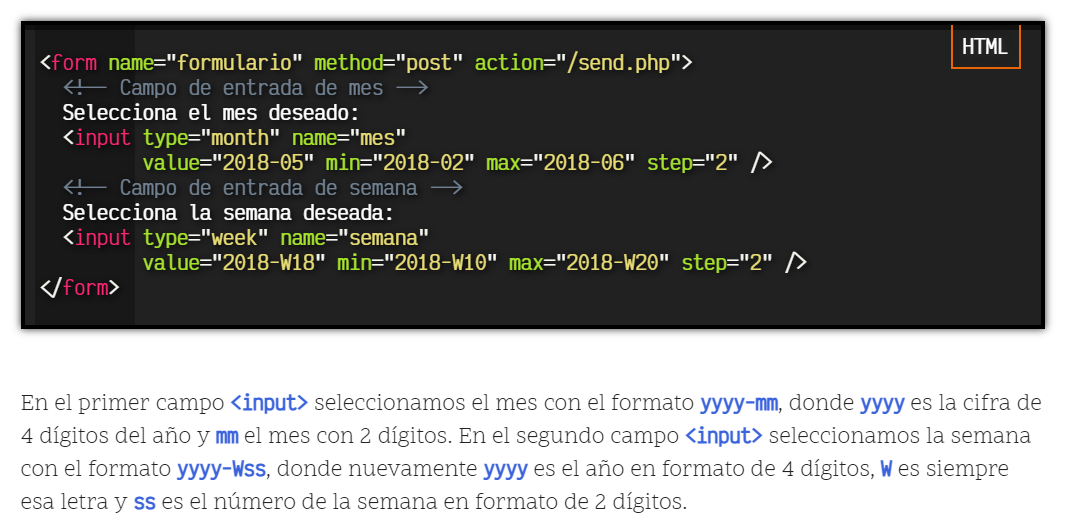 HTML
<form name="formulario" method="post" action="/send.php">
  <!-- Campo de entrada de mes -->
  Selecciona el mes deseado:
  <input type="month" name="mes"
         value="2018-05" min="2018-02" max="2018-06" step="2" />
  <!-- Campo de entrada de semana -->
  Selecciona la semana deseada:
  <input type="week" name="semana"
         value="2018-W18" min="2018-W10" max="2018-W20" step="2" />
</form>
En el primer campo <input> seleccionamos el mes con el formato yyyy-mm, donde yyyy es la cifra de
4 dígitos del año y mm el mes con 2 dígitos. En el segundo campo <input> seleccionamos la semana
con el formato yyyy-Wss, donde nuevamente yyyy es el año en formato de 4 dígitos, W es siempre
esa letra y ss es el número de la semana en formato de 2 dígitos.